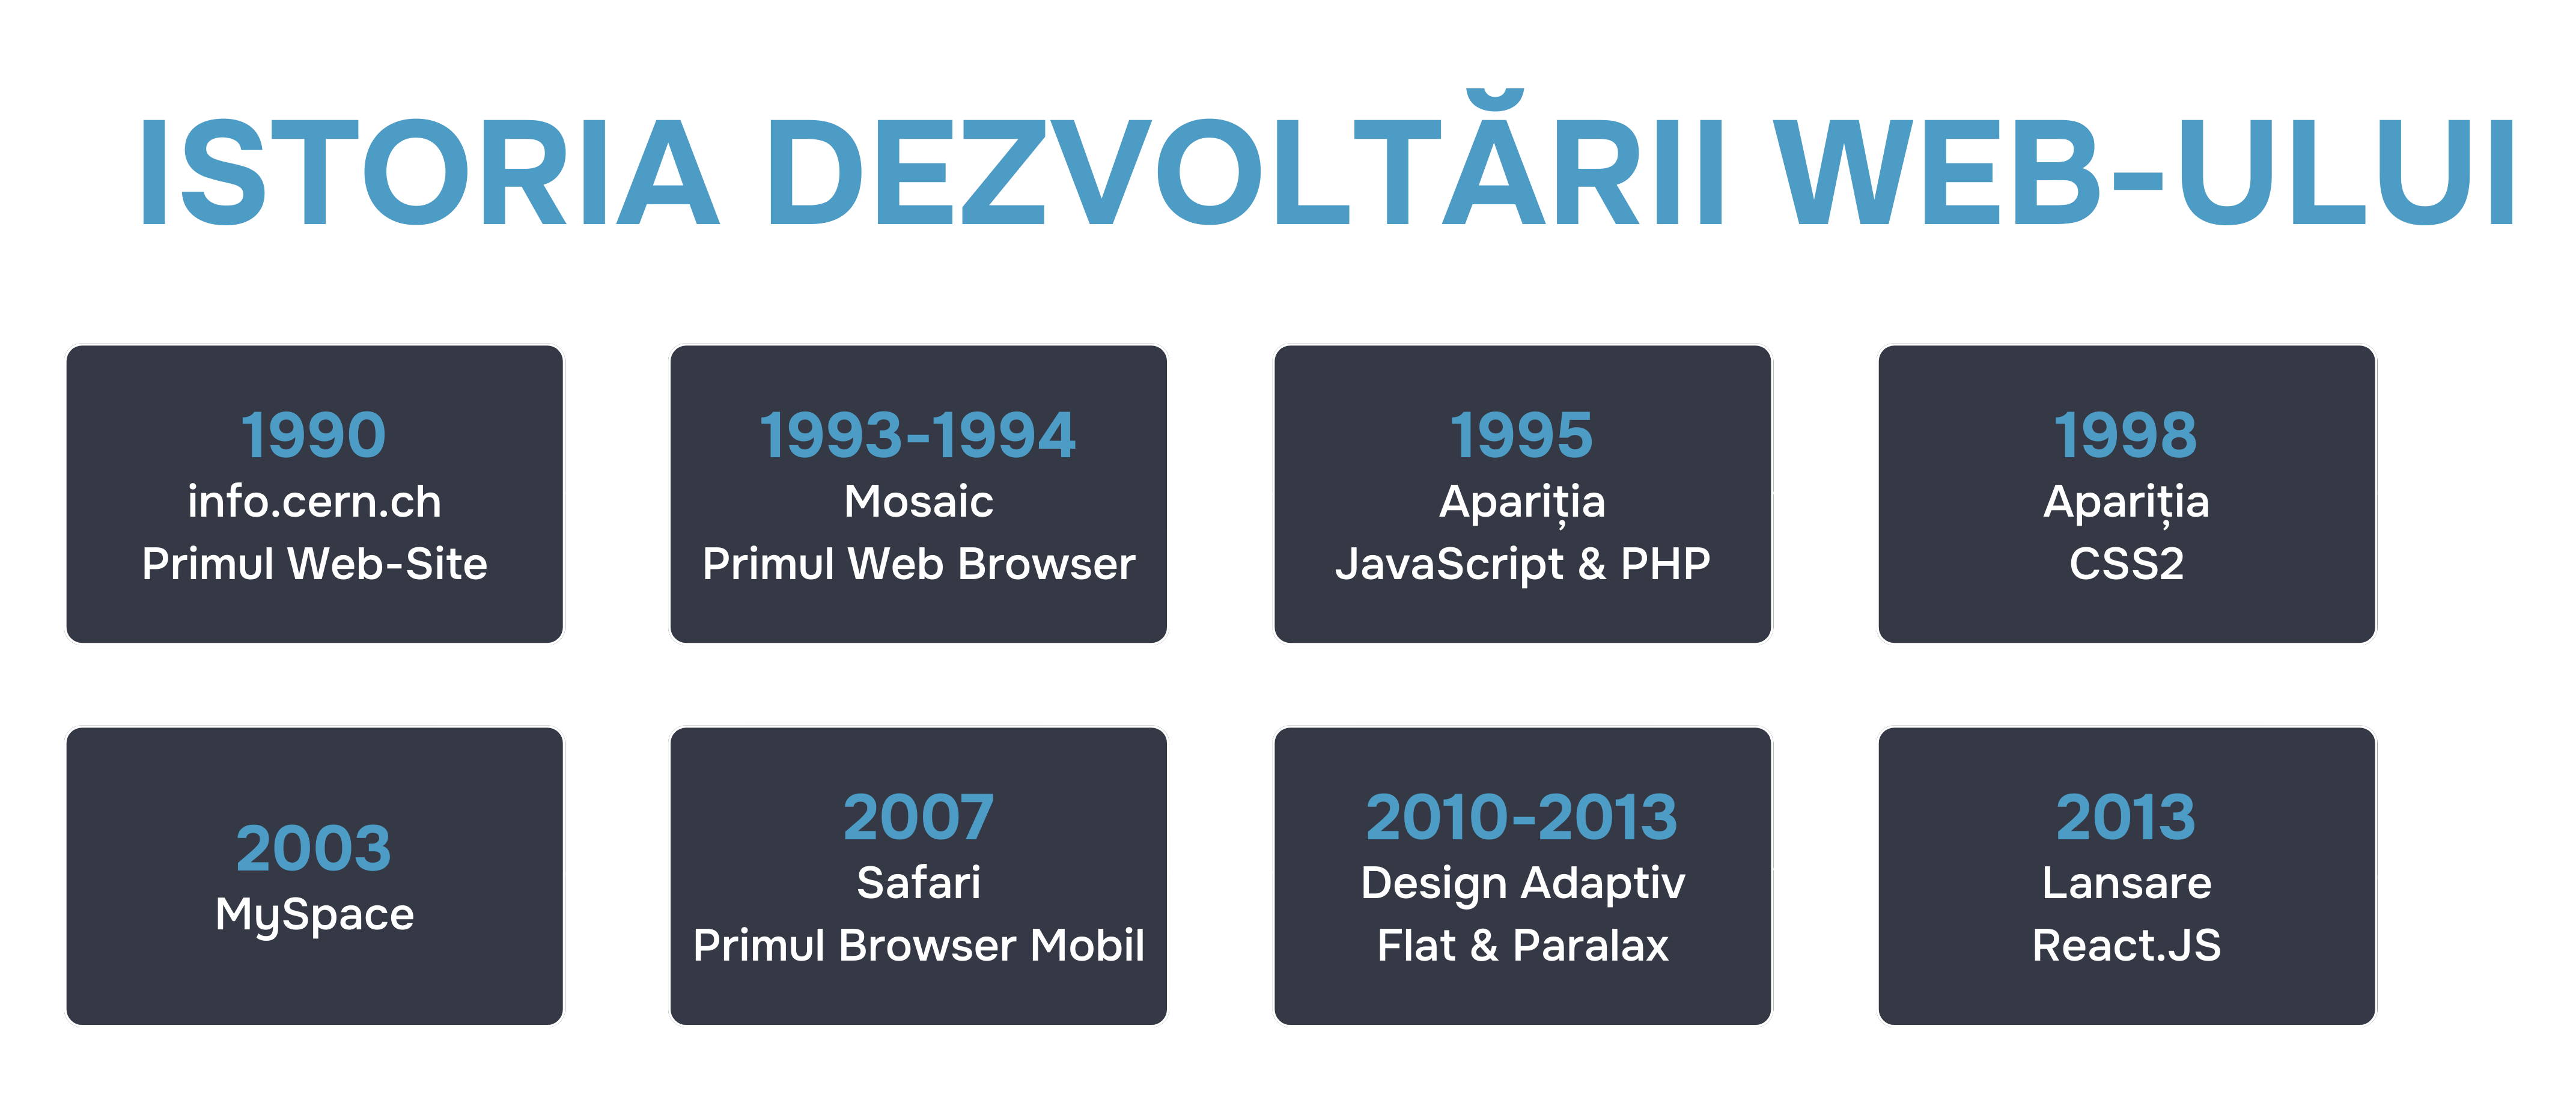 ISTORIA DEZVOLTĂRII WEB-ULUI
1990
info.cern.ch
Primul Web-Site
1993-1994
Mosaic
Primul Web Browser
1995
Apariția
JavaScript & PHP
1998
Apariția
CSS2
2003
MySpace
2007
Safari
Primul Browser Mobil
2010-2013
Design Adaptiv
Flat & Paralax
2013
Lansare
React.JS